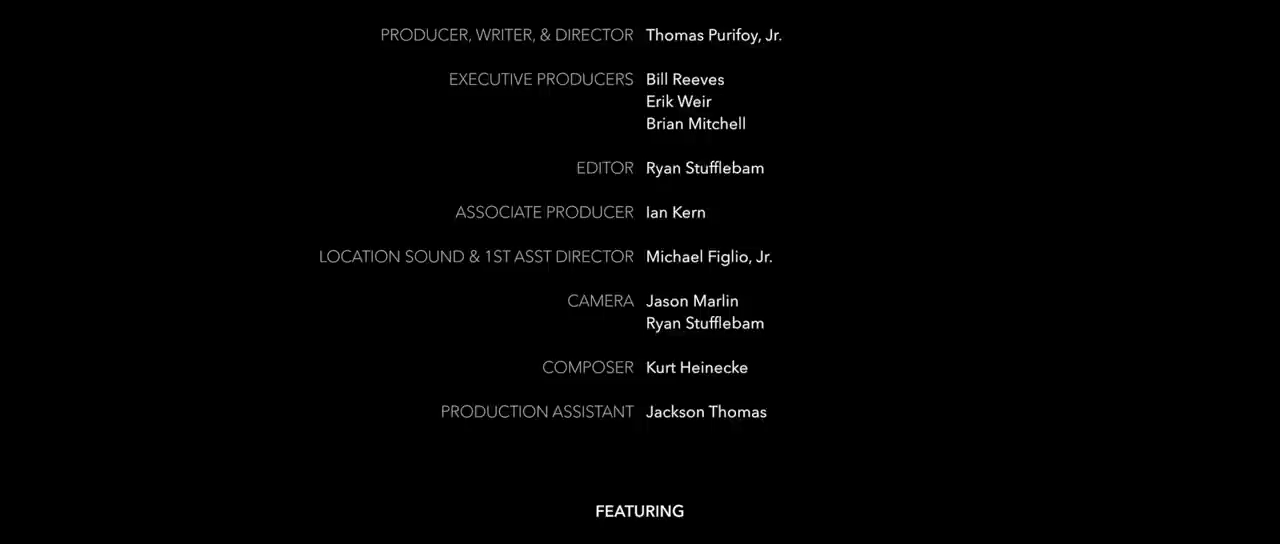 PRODUCER, WRITER, & DIRECTOR Thomas Purifoy, Jr.
EXECUTIVE PRODUCERS Bill Reeves
Erik Weir
Brian Mitchell
EDITOR Ryan Stufflebam
ASSOCIATE PRODUCER Ian Kern
LOCATION SOUND & 1ST ASST DIRECTOR Michael Figlio, Jr.
CAMERA Jason Marlin
Ryan Stufflebam
COMPOSER Kurt Heinecke
PRODUCTION ASSISTANT Jackson Thomas
FEATURING